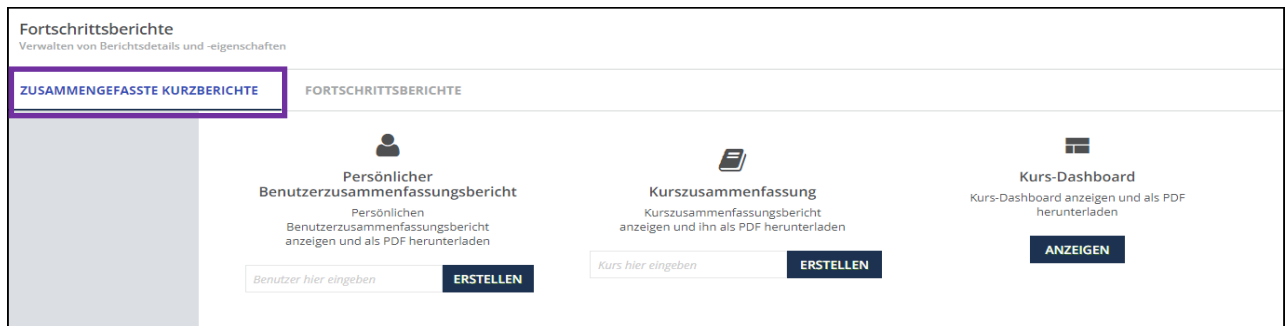 Fortschrittsberichte
Verwalten von Berichtsdetails und -eigenschaften
ZUSAMMENGEFASSTE KURZBERICHTE
FORTSCHRITTSBERICHTE
Persönlicher
Benutzerzusammenfassungsbericht
Persönlichen
Benutzerzusammenfassungsbericht
anzeigen und als PDF herunterladen
Benutzer hier eingeben
ERSTELLEN
Kurszusammenfassung
Kurszusammenfassungsbericht
anzeigen und ihn als PDF herunterladen
Kurs hier eingeben
ERSTELLEN
Kurs-Dashboard
Kurs-Dashboard anzeigen und als PDF
herunterladen
ANZEIGEN